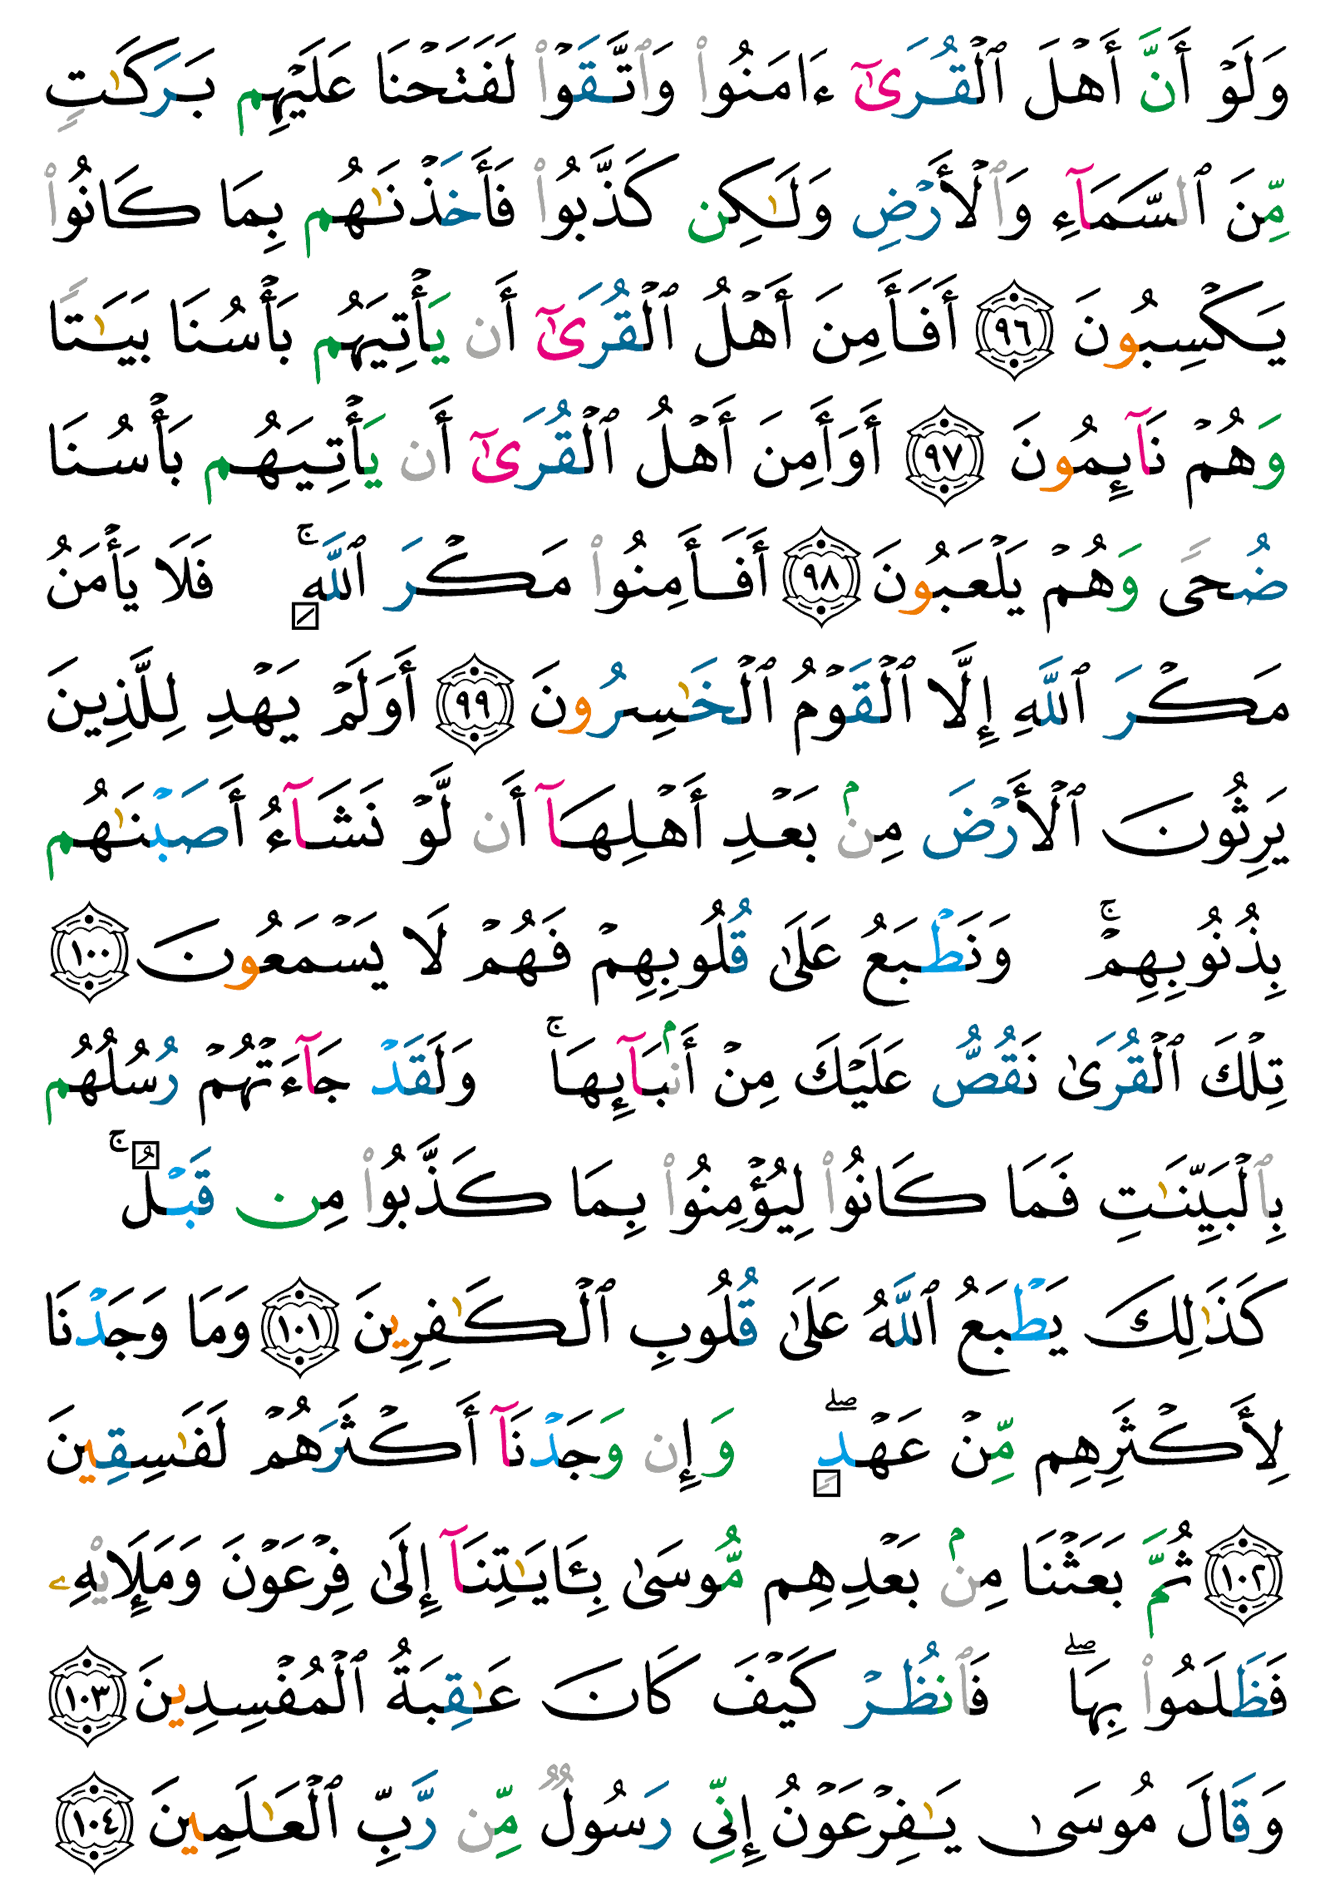 وَلَوۡ أَنَّ أَهۡلَ ٱلۡقُرَىٰٓ ءَامَنُواْ وَٱتَّقَوۡاْ لَفَتَحۡنَا عَلَيۡهِم بَرَكَٰتٖ
مِّنَ ٱلسَّمَآءِ وَٱلۡأَرۡضِ وَلَٰكِن كَذَّبُواْ فَأَخَذۡنَٰهُم بِمَا كَانُواْ
يَكۡسِبُونَ ٩٦ أَفَأَمِنَ أَهۡلُ ٱلۡقُرَىٰٓ أَن يَأۡتِيَهُم بَأۡسُنَا بَيَٰتٗا
وَهُمۡ نَآئِمُونَ ٩٧ أَوَأَمِنَ أَهۡلُ ٱلۡقُرَىٰٓ أَن يَأۡتِيَهُم بَأۡسُنَا
ضُحٗى وَهُمۡ يَلۡعَبُونَ ٩٨ أَفَأَمِنُواْ مَكۡرَ ٱللَّهِۚ فَلَا يَأۡمَنُ
مَكۡرَ ٱللَّهِ إِلَّا ٱلۡقَوۡمُ ٱلۡخَٰسِرُونَ ٩٩ أَوَلَمۡ يَهۡدِ لِلَّذِينَ
يَرِثُونَ ٱلۡأَرۡضَ مِنۢ بَعۡدِ أَهۡلِهَآ أَن لَّوۡ نَشَآءُ أَصَبۡنَٰهُم
بِذُنُوبِهِمۡۚ وَنَطۡبَعُ عَلَىٰ قُلُوبِهِمۡ فَهُمۡ لَا يَسۡمَعُونَ ١٠٠
تِلۡكَ ٱلۡقُرَىٰ نَقُصُّ عَلَيۡكَ مِنۡ أَنۢبَآئِهَاۚ وَلَقَدۡ جَآءَتۡهُمۡ رُسُلُهُم
بِٱلۡبَيِّنَٰتِ فَمَا كَانُواْ لِيُؤۡمِنُواْ بِمَا كَذَّبُواْ مِن قَبۡلُۚ
كَذَٰلِكَ يَطۡبَعُ ٱللَّهُ عَلَىٰ قُلُوبِ ٱلۡكَٰفِرِينَ ١٠١ وَمَا وَجَدۡنَا
لِأَكۡثَرِهِم مِّنۡ عَهۡدٖۖ وَإِن وَجَدۡنَآ أَكۡثَرَهُمۡ لَفَٰسِقِينَ
١٠٢ ثُمَّ بَعَثۡنَا مِنۢ بَعۡدِهِم مُّوسَىٰ بِـَٔايَٰتِنَآ إِلَىٰ فِرۡعَوۡنَ وَمَلَإِيْهِۦ
فَظَلَمُواْ بِهَاۖ فَٱنظُرۡ كَيۡفَ كَانَ عَٰقِبَةُ ٱلۡمُفۡسِدِينَ ١٠٣
وَقَالَ مُوسَىٰ يَٰفِرۡعَوۡنُ إِنِّي رَسُولٞ مِّن رَّبِّ ٱلۡعَٰلَمِينَ ١٠٤